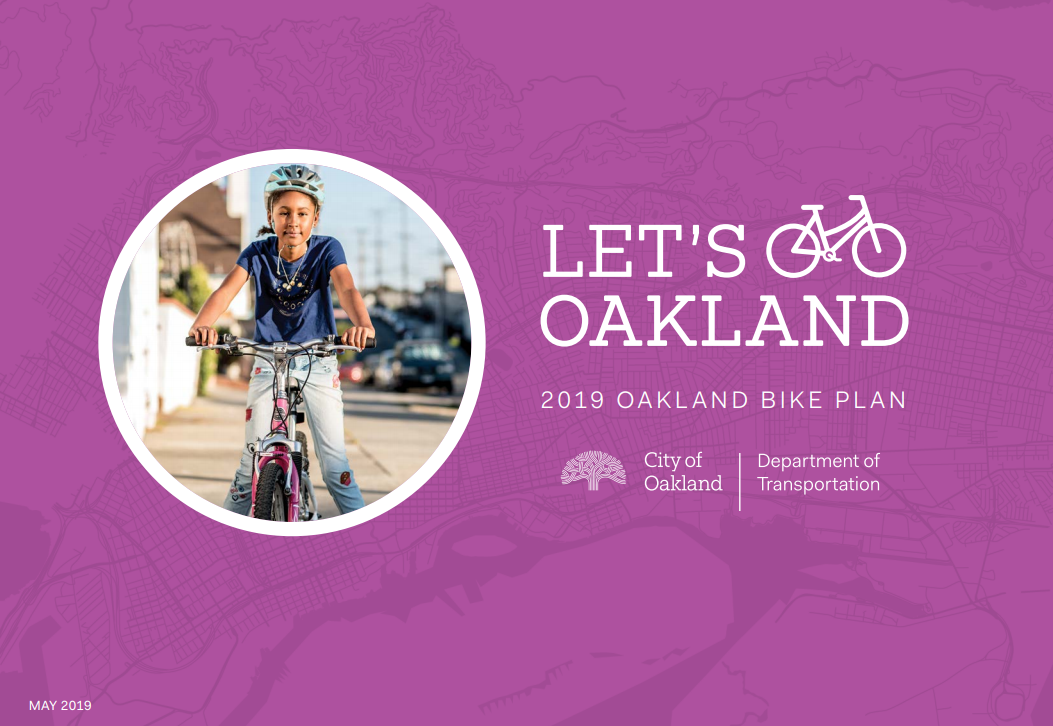 LET’S
OAKLAND
2019 OAKLAND BIKE PLAN
City of
Oakland
Department of
Transportation
MAY 2019